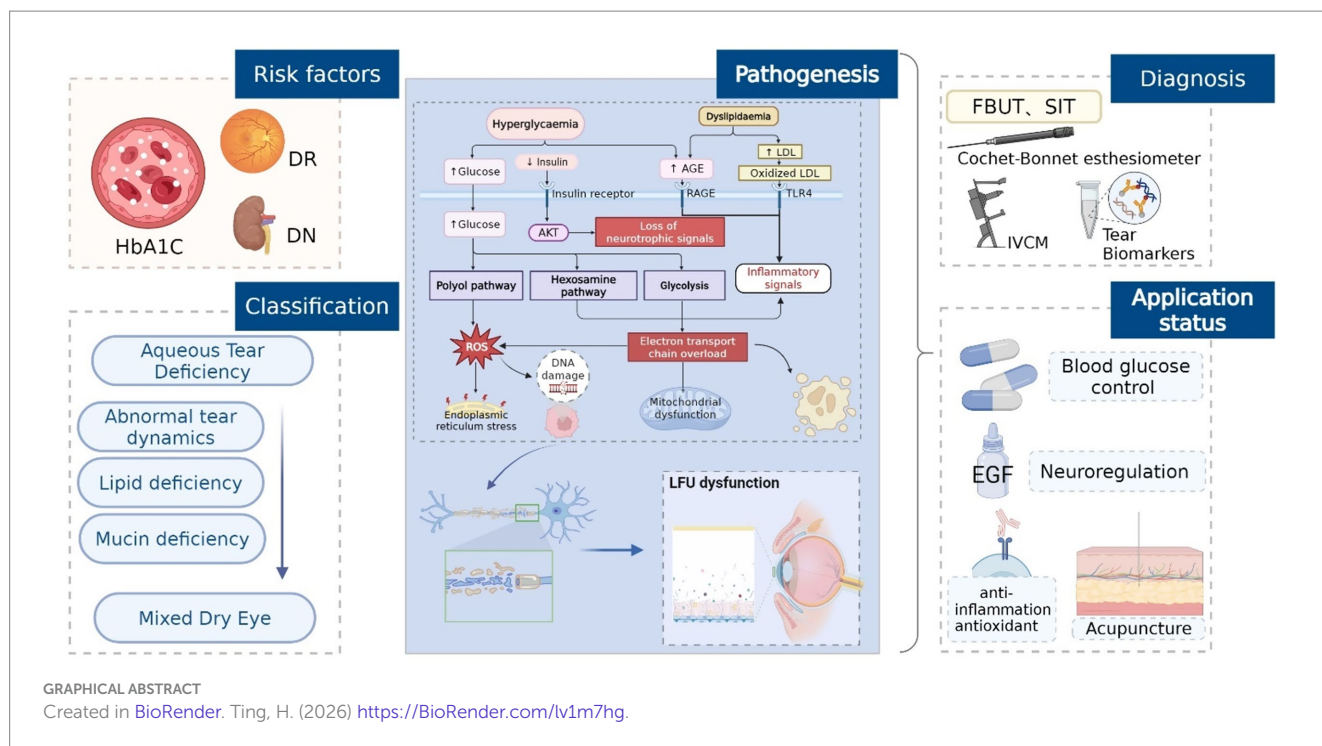 Risk factors
HbA1C
DR
DN
Classification
Aqueous Tear
Deficiency
Abnormal tear
dynamics
Lipid deficiency
Mucin deficiency
Mixed Dry Eye
Pathogenesis
Hyperglycaemia
Dyslipidaemia
↑Glucose
↓ Insulin
↑ AGE
↑ LDL
Oxidized LDL
Insulin receptor
RAGE
TLR4
↑Glucose
AKT
Loss of
neurotrophic signals
Polyol pathway
Hexosamine
pathway
Glycolysis
Inflammatory
signals
ROS
Electron transport
chain overload
DNA
damage
Endoplasmic
reticulum stress
Mitochondrial
dysfunction
LFU dysfunction
Diagnosis
FBUT、SIT
Cochet-Bonnet esthesiometer
IVCM
Tear
Biomarkers
Application
status
Blood glucose
control
EGF
Neuroregulation
anti-
inflammation
antioxidant
Acupuncture
GRAPHICAL ABSTRACT
Created in BioRender. Ting, H. (2026) https://BioRender.com/lv1m7hg.